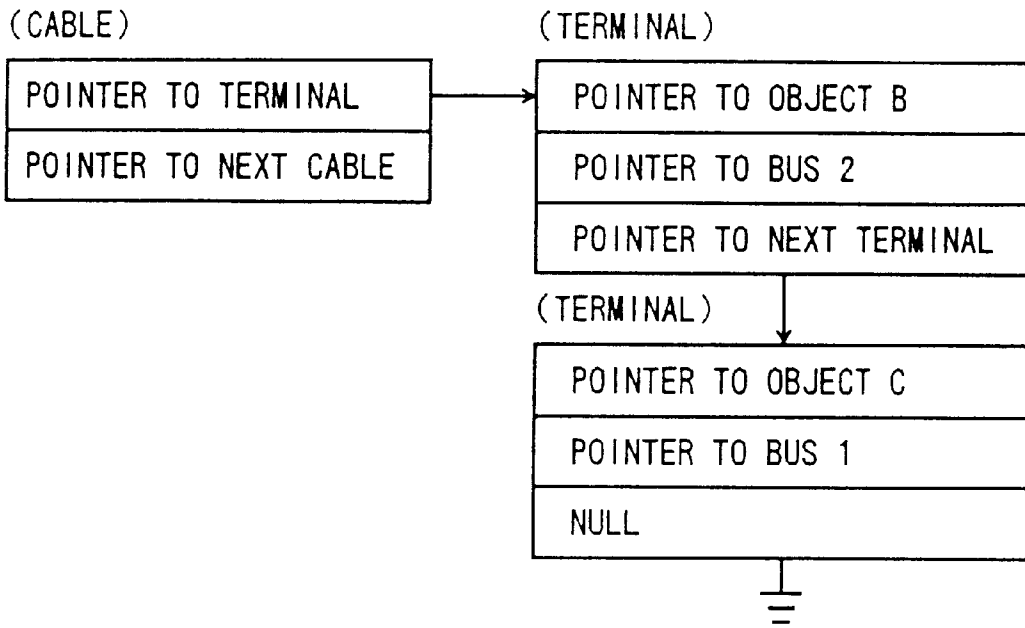 (CABLE)
POINTER TO TERMINAL
POINTER TO NEXT CABLE
(TERMINAL)
POINTER TO OBJECT B
POINTER TO BUS 2
POINTER TO NEXT TERMINAL
(TERMINAL)
POINTER TO OBJECT C
POINTER TO BUS 1
NULL